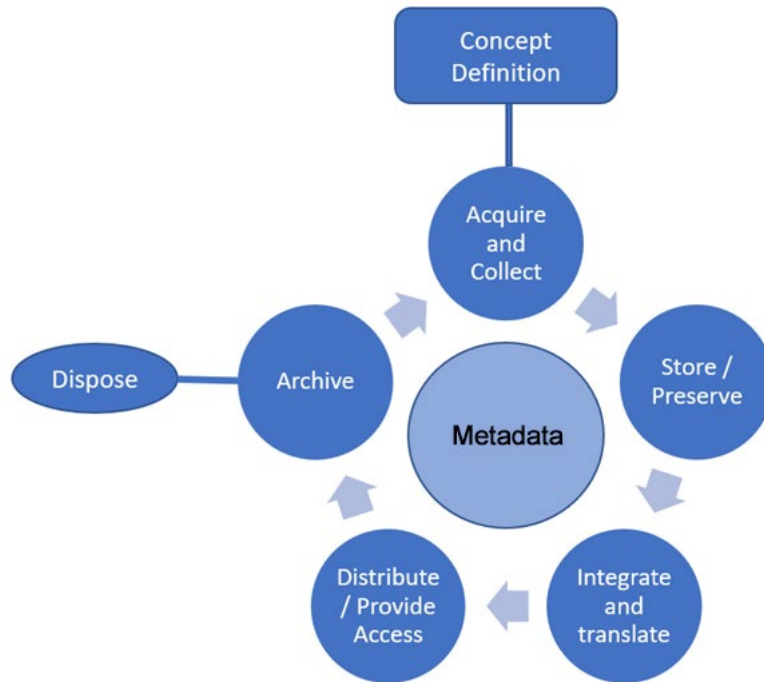 Concept
Definition
Acquire
and
Collect
Store /
Preserve
Integrate
and
translate
Distribute
/ Provide
Access
Archive
Dispose
Metadata